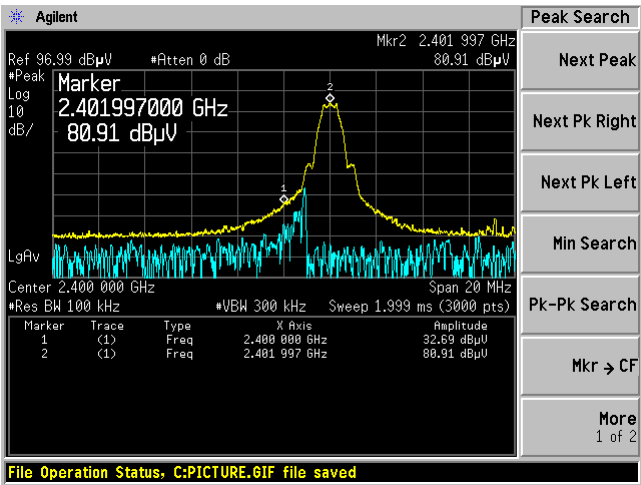 Agilent
Peak Search
Mkr2 2.401 997 GHz
Ref 96.99 dBµV #Atten 0 dB 80.91 dBµV
#Peak
Log
10
dB/
Marker
2.401997000 GHz
80.91 dBµV
2
1
LgAv
Center 2.400 000 GHz Span 20 MHz
#Res BW 100 kHz #VBW 300 kHz Sweep 1.999 ms (3000 pts)
Marker Trace Type X Axis Amplitude
1 (1) Freq 2.400 000 GHz 32.69 dBµV
2 (1) Freq 2.401 997 GHz 80.91 dBµV
File Operation Status, C:PICTURE.GIF file saved
Next Peak
Next Pk Right
Next Pk Left
Min Search
Pk-Pk Search
Mkr → CF
More
1 of 2